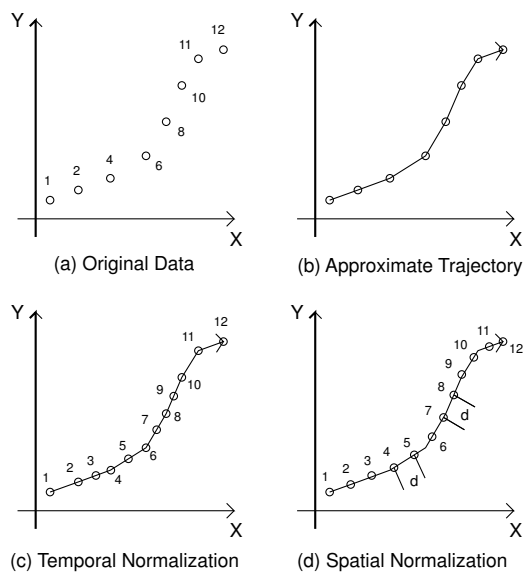 Y
12
11
10
8
6
4
2
1
X
(a) Original Data
Y
X
(b) Approximate Trajectory
Y
12
11
10
9
8
7
6
5
4
3
2
1
X
(c) Temporal Normalization
Y
11
12
10
9
8
d
7
6
5
4
d
3
2
1
X
(d) Spatial Normalization